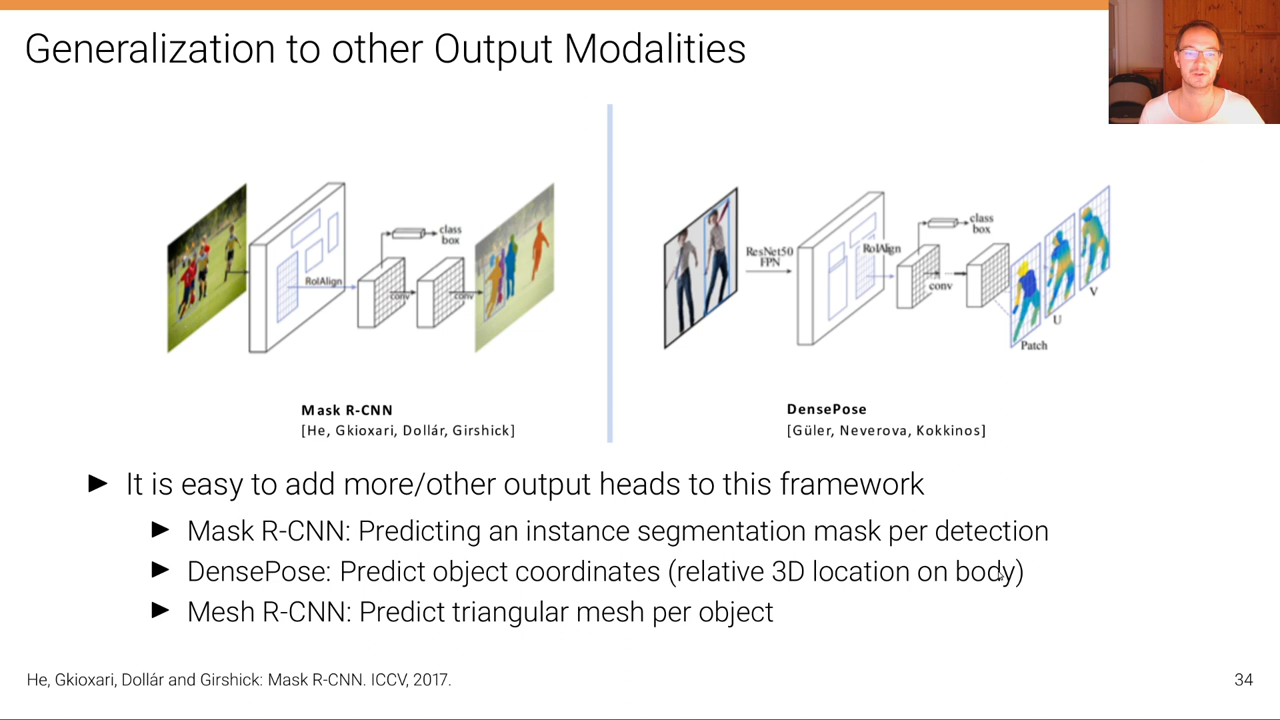 Generalization to other Output Modalities
RoIAlign
class
box
conv
conv
Mask R-CNN
[He, Gkioxari, Dollár, Girshick]
ResNet50
FPN
RoIAlign
class
box
conv
Patch
U
V
DensePose
[Güler, Neverova, Kokkinos]
► It is easy to add more/other output heads to this framework
► Mask R-CNN: Predicting an instance segmentation mask per detection
► DensePose: Predict object coordinates (relative 3D location on body)
► Mesh R-CNN: Predict triangular mesh per object
He, Gkioxari, Dollár and Girshick: Mask R-CNN. ICCV, 2017.
34